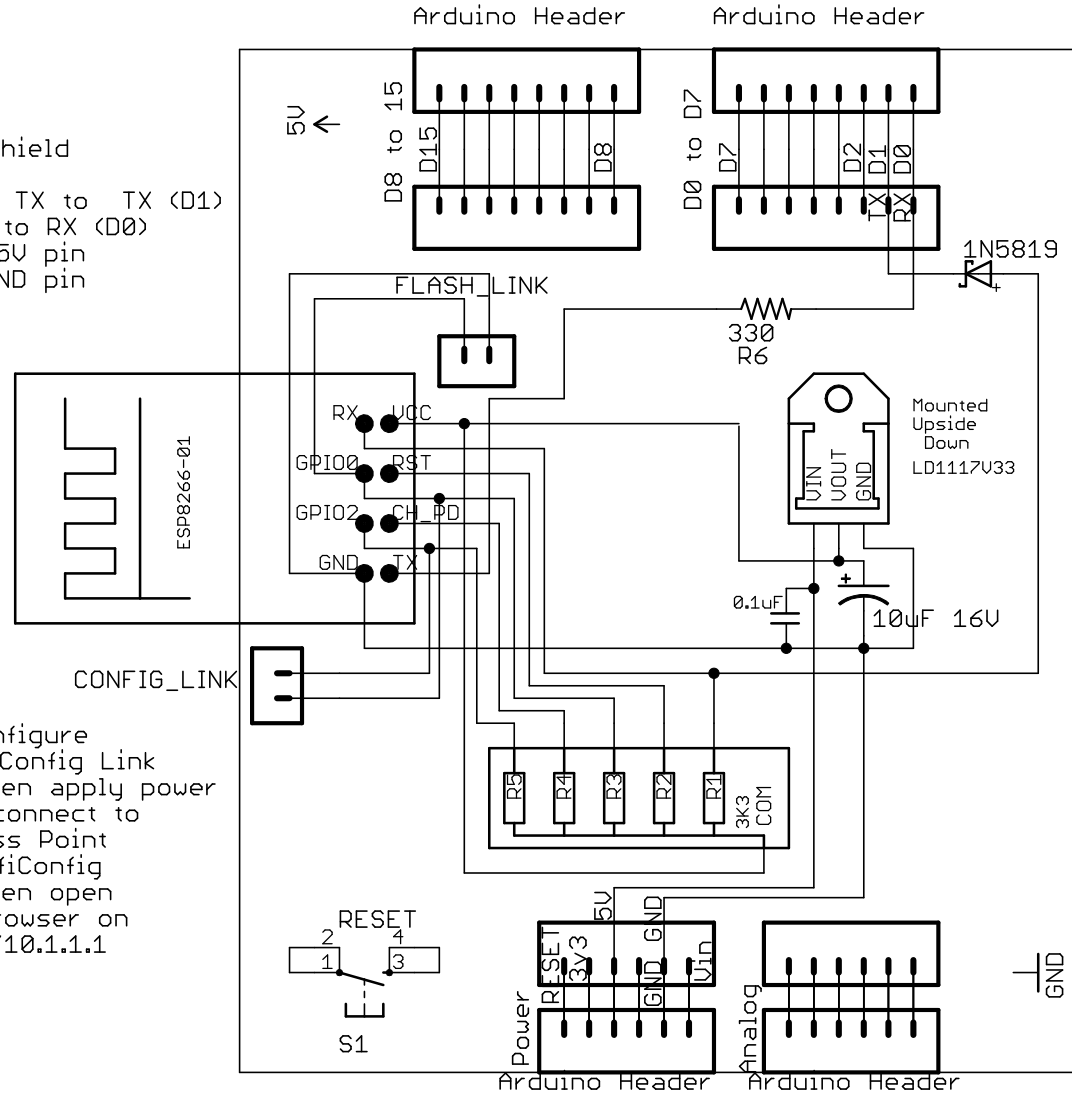 Arduino Header
Arduino Header
5V
D8 to 15
D15
D8
D0 to D7
D7
D2
D1
D0
TX
RX
hield
TX to TX (D1)
to RX (D0)
5V pin
ND pin
1N5819
+
FLASH_LINK
330
R6
Mounted
Upside
Down
LD1117V33
VIN
VOUT
GND
RX
VCC
GPIO0
RST
GPIO2
CH_PD
GND
TX
ESP8266-01
+
0.1uF
10uF 16V
CONFIG_LINK
nfigure
Config Link
en apply power
connect to
ss Point
fiConfig
en open
rowser on
/10.1.1.1
R5
R4
R3
R2
R1
3K3
COM
RESET
2
4
1
3
S1
5V
GND
RESET
3v3
GND
Vin
Power
Analog
GND
Arduino Header
Arduino Header